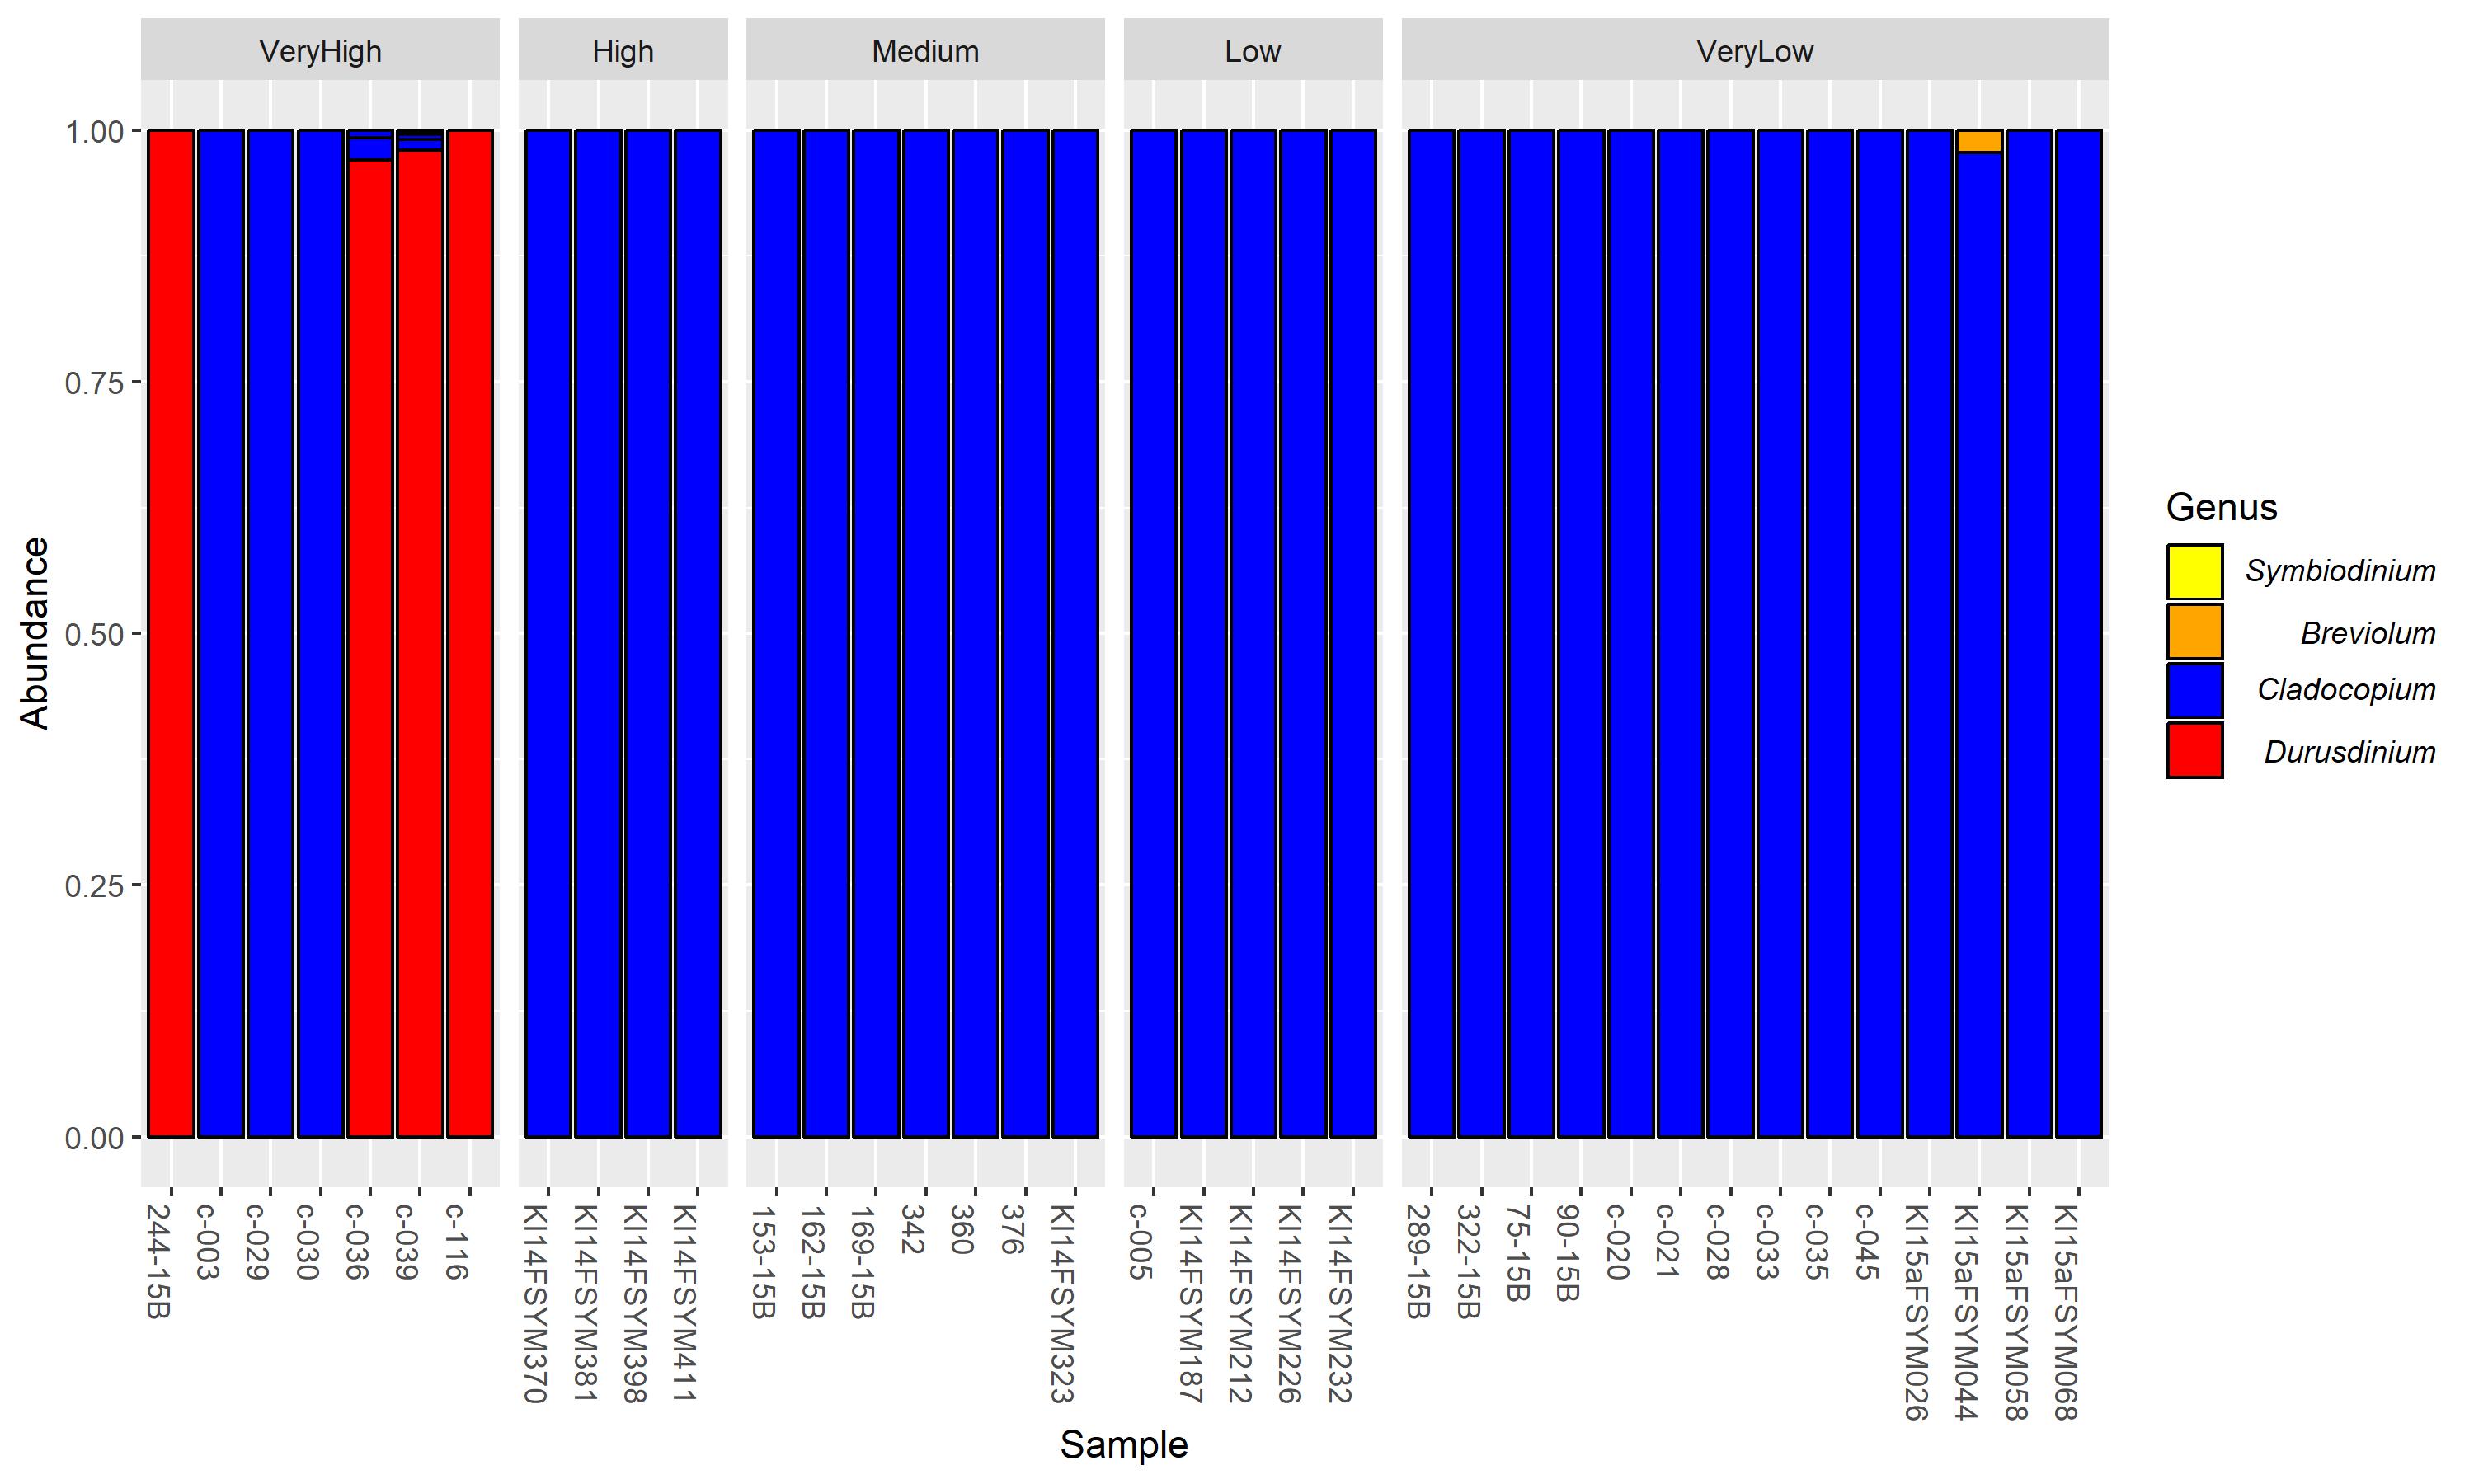 VeryHigh
High
Medium
Low
VeryLow
Abundance
1.00
0.75
0.50
0.25
0.00
244-15B
c-003
c-029
c-030
c-036
c-039
c-116
KI14FSYM370
KI14FSYM381
KI14FSYM398
KI14FSYM411
153-15B
162-15B
169-15B
342
360
376
KI14FSYM323
c-005
KI14FSYM187
KI14FSYM212
KI14FSYM226
KI14FSYM232
289-15B
322-15B
75-15B
90-15B
c-020
c-021
c-028
c-033
c-035
c-045
KI15aFSYM026
KI15aFSYM044
KI15aFSYM058
KI15aFSYM068
Sample
Genus
Symbiodinium
Breviolum
Cladocopium
Durusdinium